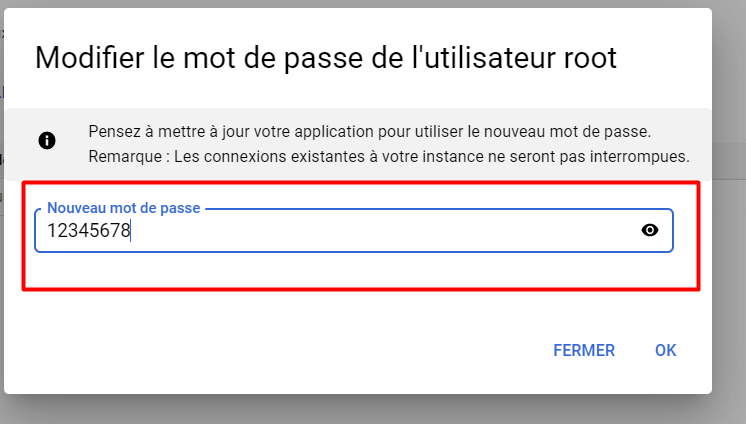 Modifier le mot de passe de l'utilisateur root
Pensez à mettre à jour votre application pour utiliser le nouveau mot de passe.
Remarque : Les connexions existantes à votre instance ne seront pas interrompues.
Nouveau mot de passe
12345678
FERMER OK